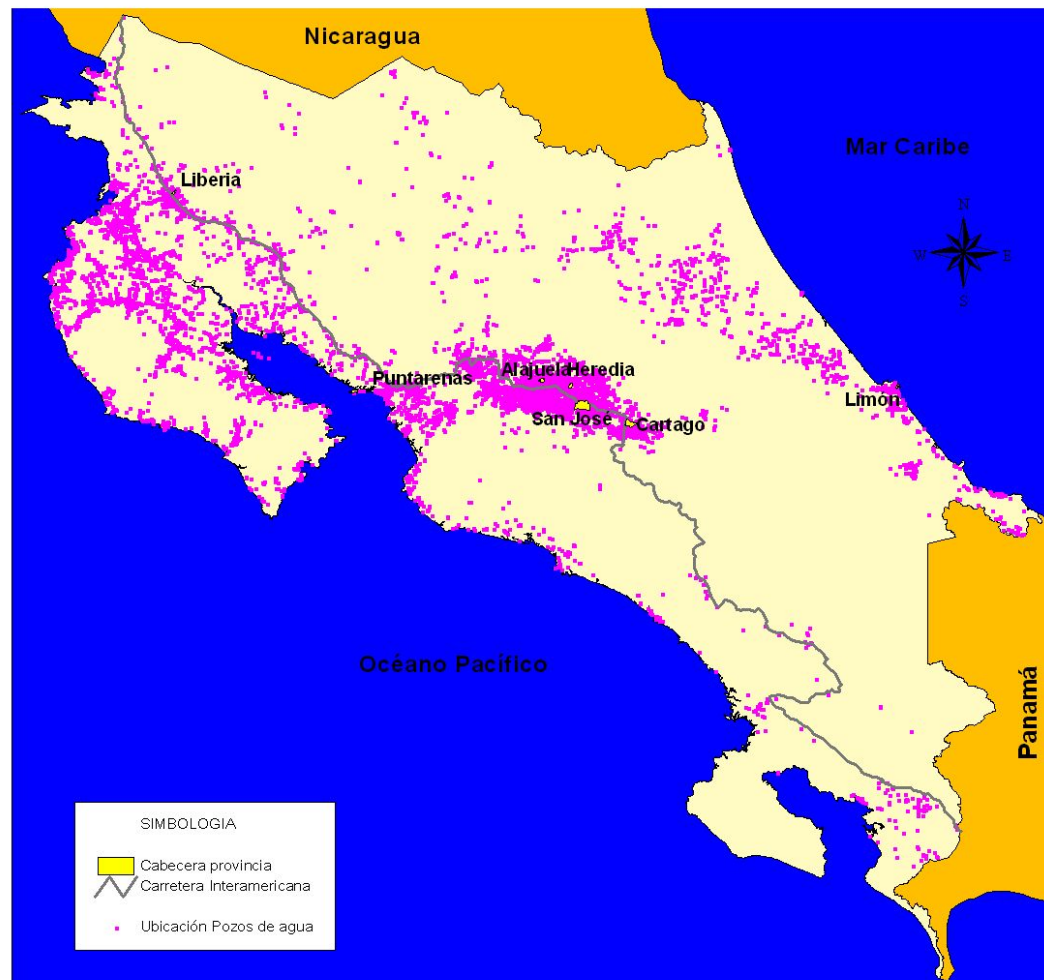 Nicaragua
Mar Caribe
N
W E
S
Liberia
Alajuela Heredia
Puntarenas
San José
Limón
Cartago
Océano Pacífico
Panamá
SIMBOLOGIA
Cabecera provincia
Carretera Interamericana
Ubicación Pozos de agua